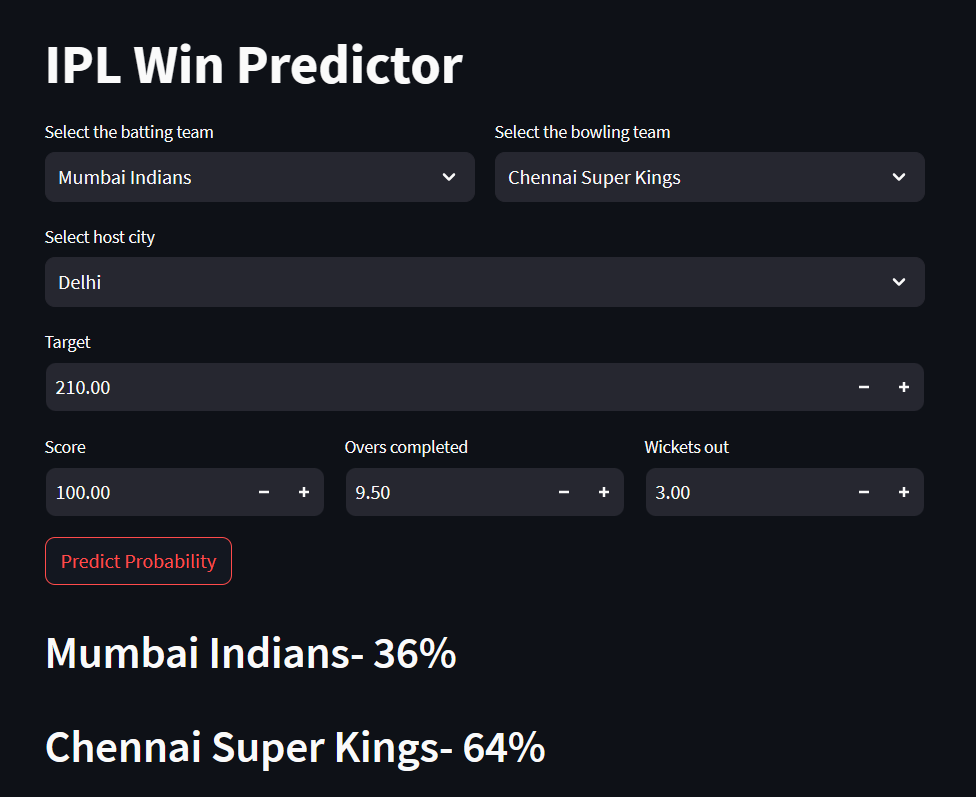 IPL Win Predictor
Select the batting team
Select the bowling team
Mumbai Indians
Chennai Super Kings
Select host city
Delhi
Target
210.00
Score
Overs completed
Wickets out
100.00
9.50
3.00
Predict Probability
Mumbai Indians- 36%
Chennai Super Kings- 64%